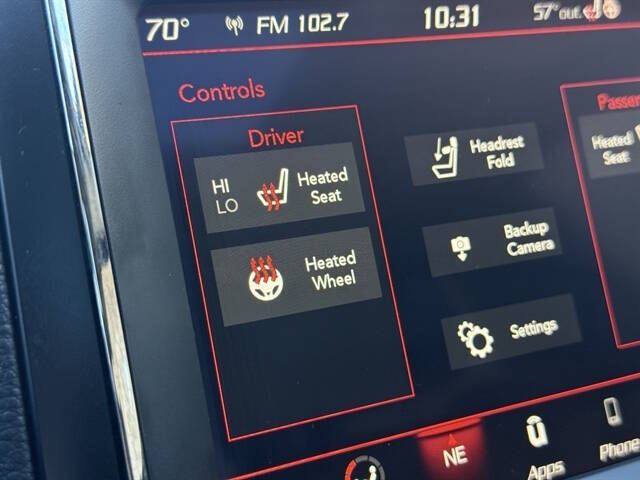 70° FM 102.7 10:31 57° out.
Controls
Driver
HI
LO
Heated
Seat
Heated
Wheel
Headrest
Fold
Backup
Camera
Settings
Passen
Heated
Seat
NE
Apps
Phone